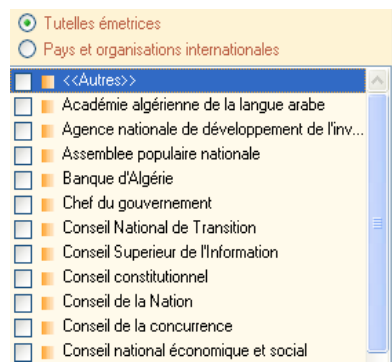 Tutelles émetrices
Pays et organisations internationales
<<Autres>>
Académie algérienne de la langue arabe
Agence nationale de développement de l'inv...
Assemblee populaire nationale
Banque d'Algérie
Chef du gouvernement
Conseil National de Transition
Conseil Superieur de l'Information
Conseil constitutionnel
Conseil de la Nation
Conseil de la concurrence
Conseil national économique et social